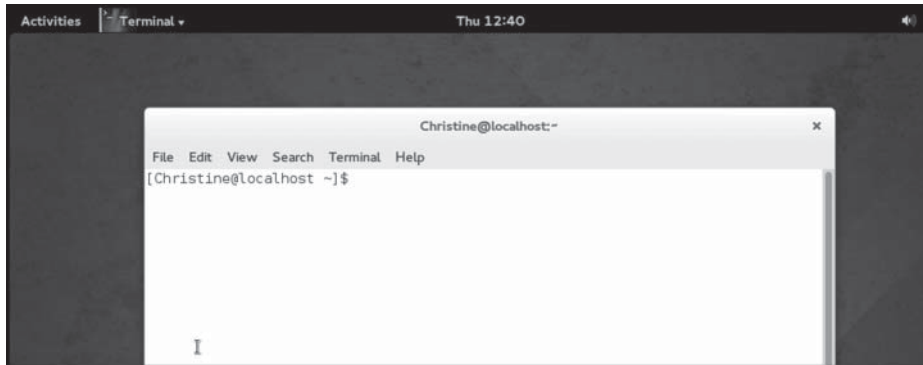 Activities Terminal Thu 12:40
Christine@localhost:~
File Edit View Search Terminal Help
[Christine@localhost ~]$